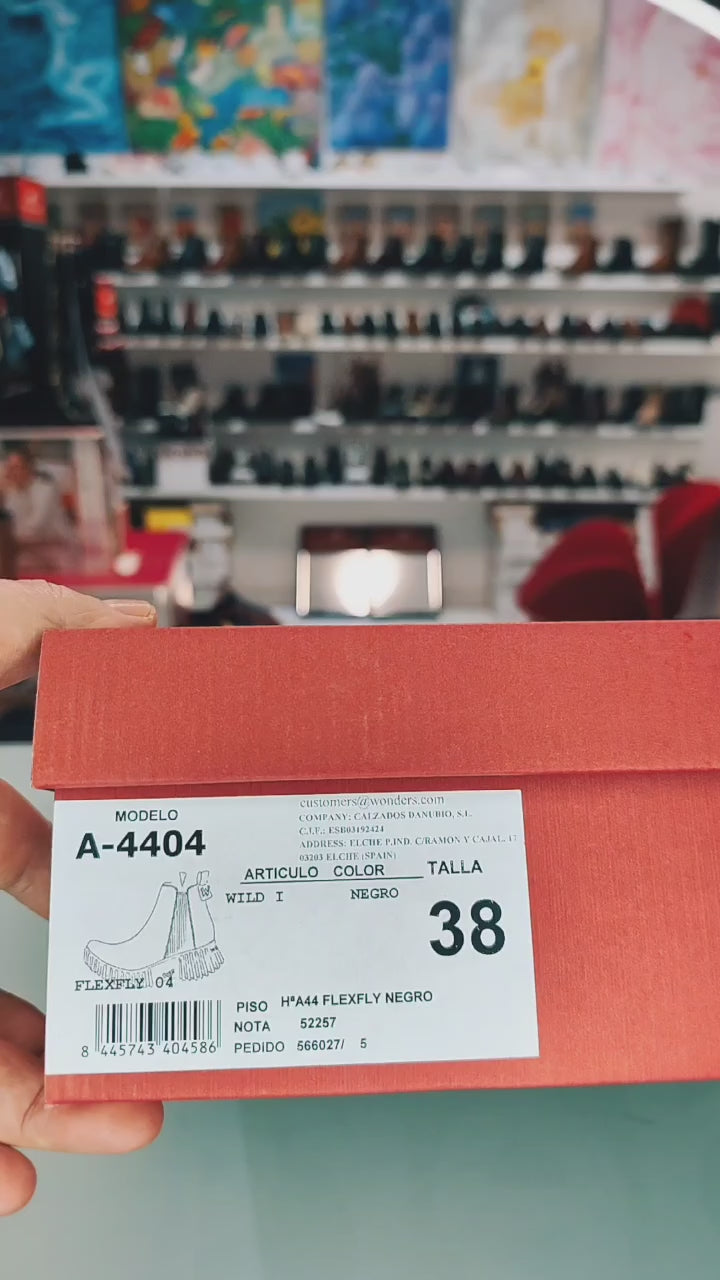 customers@wonders.com
COMPANY: CALZADOS DANUBIO, S.L.
C.I.F.: ESB03192424
ADDRESS: ELCHE P.IND. C/RAMON Y CAJAL, 17
03203 ELCHE (SPAIN)
MODELO
A-4404
ARTICULO COLOR TALLA
WILD I NEGRO
38
FLEXFLY 04
PISO HªA44 FLEXFLY NEGRO
NOTA 52257
PEDIDO 566027/ 5
8 445743 404586